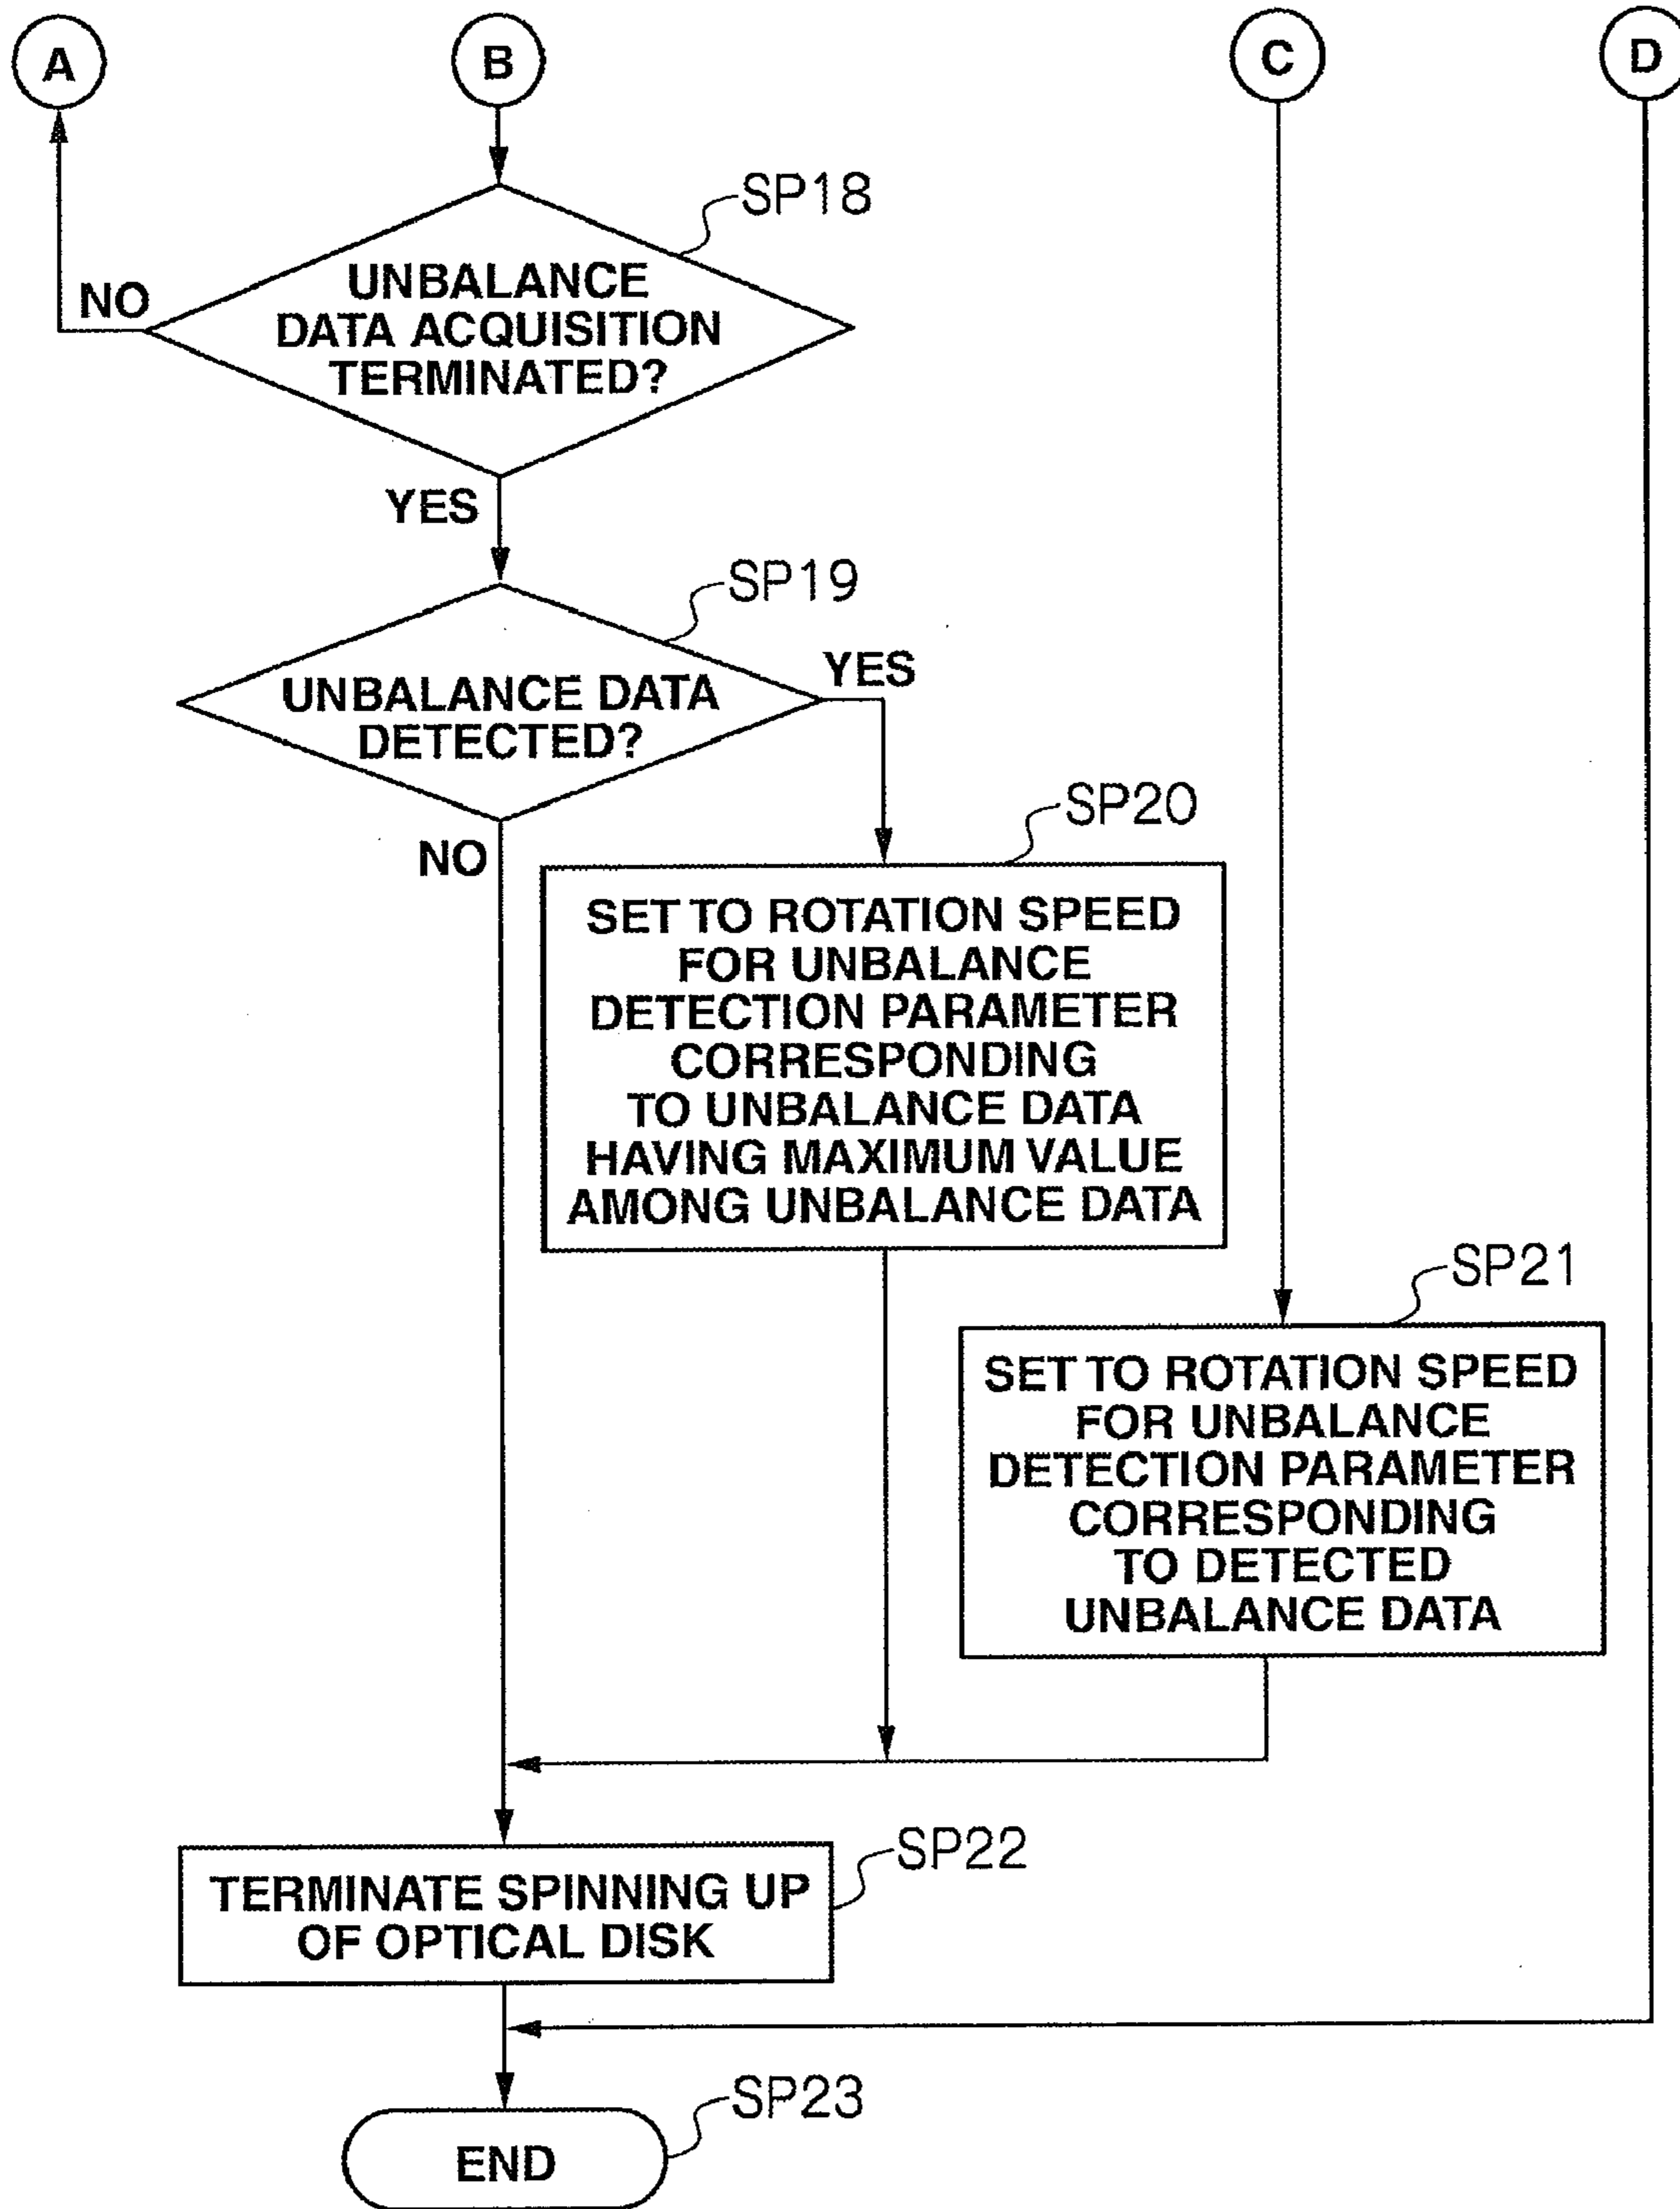 A
B
C
D
SP18
UNBALANCE
DATA ACQUISITION
TERMINATED?
NO
YES
SP19
UNBALANCE DATA
DETECTED?
YES
NO
SP20
SET TO ROTATION SPEED
FOR UNBALANCE
DETECTION PARAMETER
CORRESPONDING
TO UNBALANCE DATA
HAVING MAXIMUM VALUE
AMONG UNBALANCE DATA
SP21
SET TO ROTATION SPEED
FOR UNBALANCE
DETECTION PARAMETER
CORRESPONDING
TO DETECTED
UNBALANCE DATA
SP22
TERMINATE SPINNING UP
OF OPTICAL DISK
SP23
END